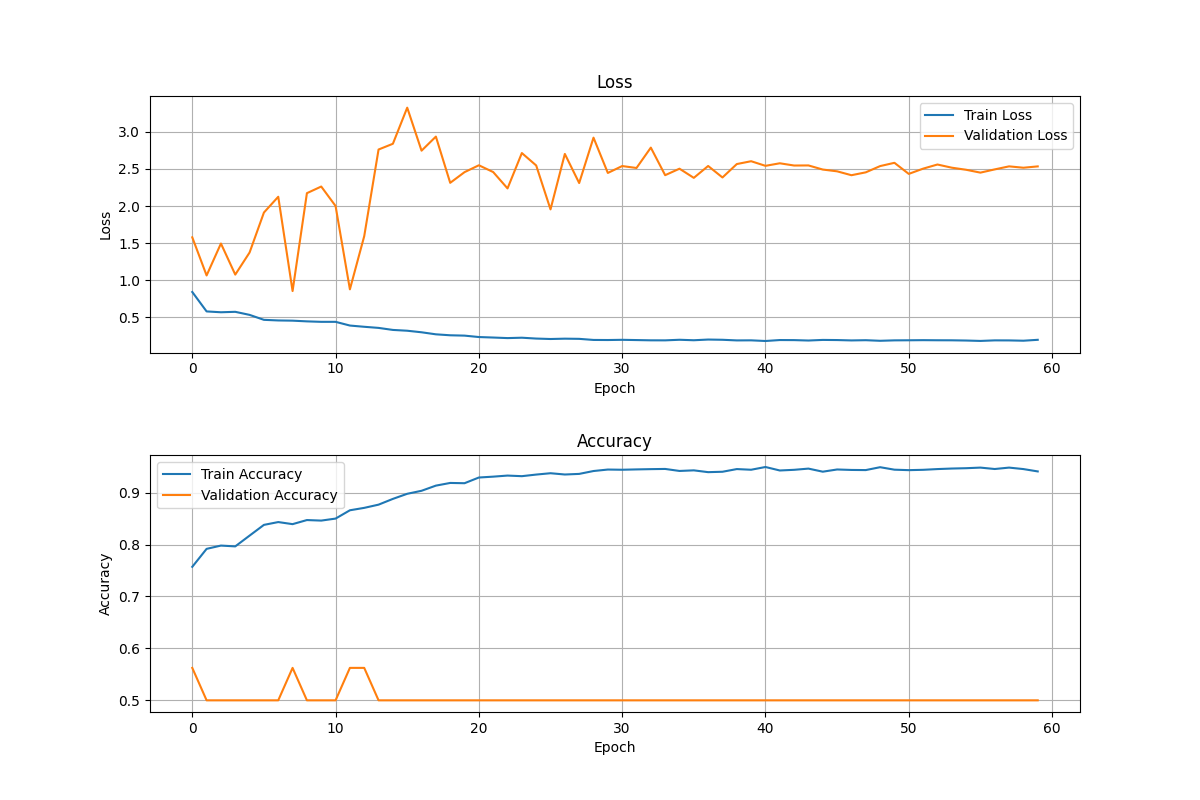 Loss
Train Loss
Validation Loss
3.0
2.5
2.0
1.5
1.0
0.5
Loss
0 10 20 30 40 50 60
Epoch
Accuracy
Train Accuracy
Validation Accuracy
0.9
0.8
0.7
0.6
0.5
Accuracy
0 10 20 30 40 50 60
Epoch